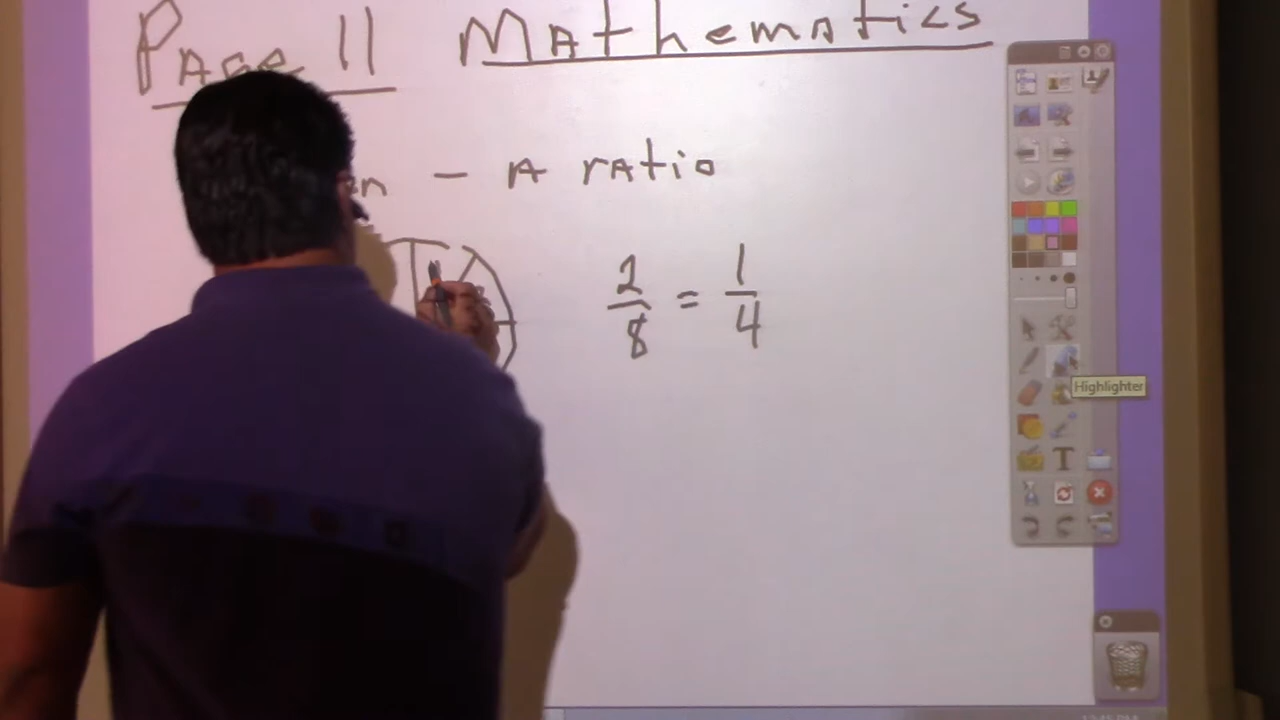 Page 11 Mathematics
- A ratio
2/8 = 1/4
Highlighter
T